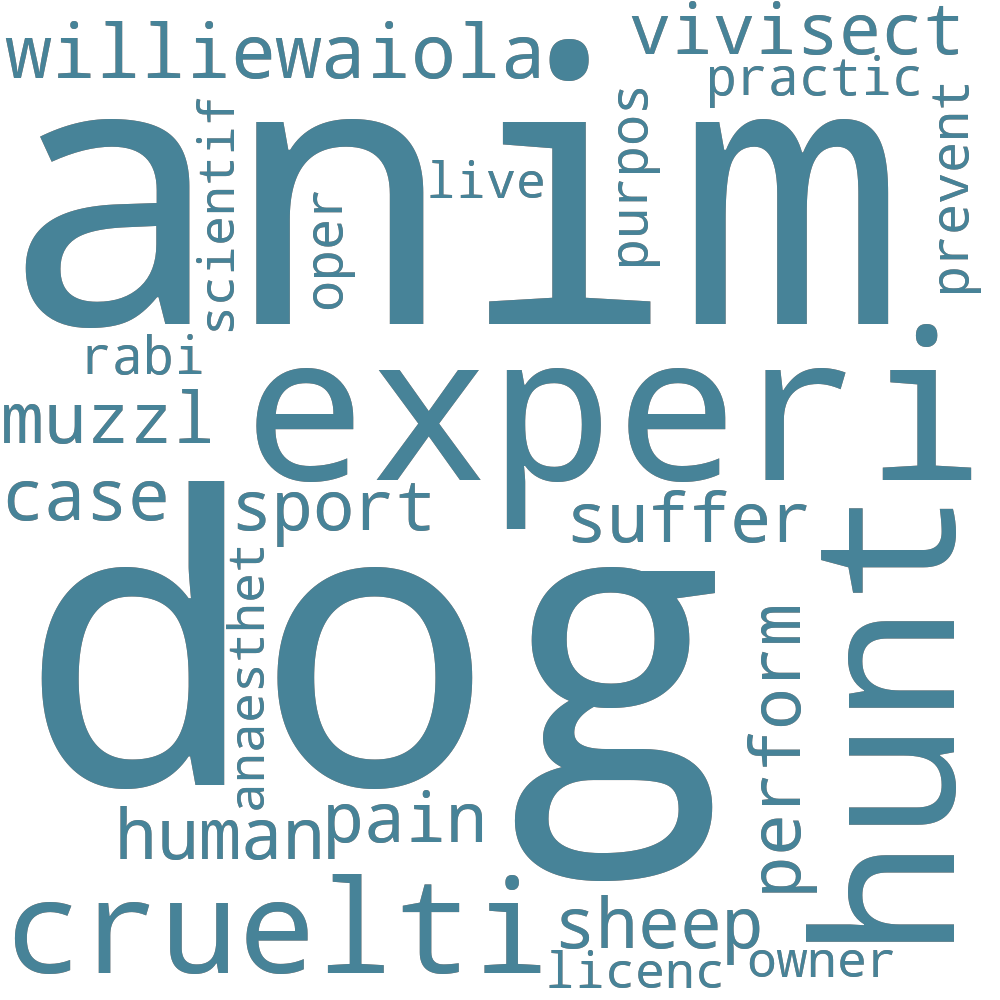 williewaiola
vivisect
practic
anim
scientif
oper
live
purpos
prevent
rabi
experi
muzzl
case
sport
suffer
dog
anaesthet
hunt
perform
human
pain
cruelti
sheep
owner
licenc